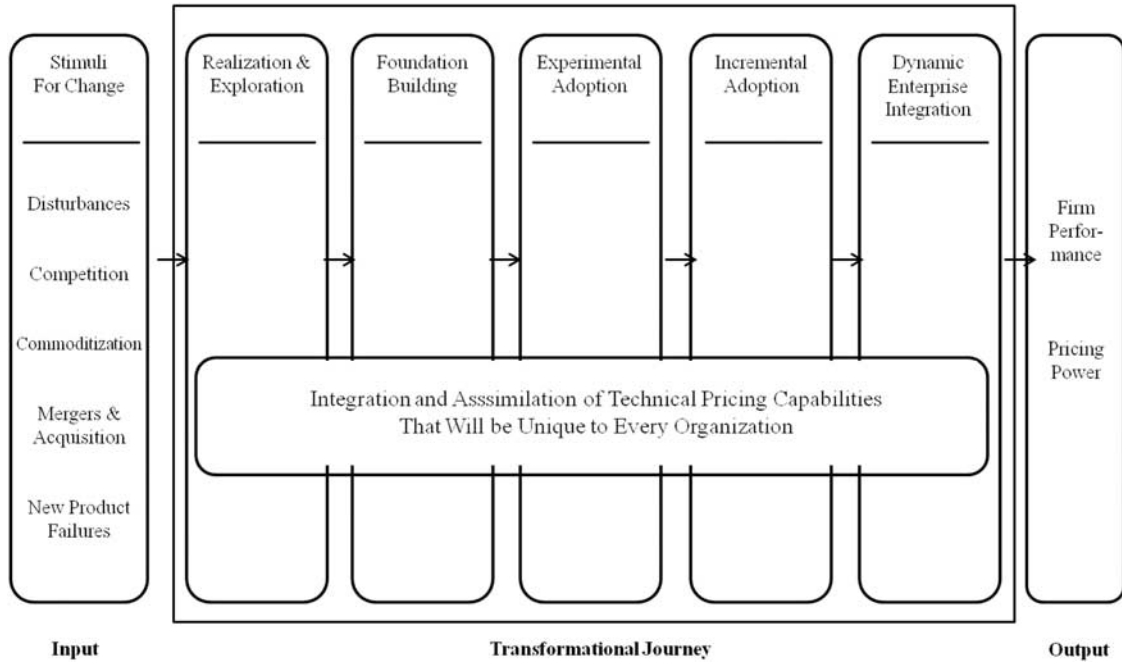 Stimuli
For Change
Disturbances
Competition
Commoditization
Mergers &
Acquisition
New Product
Failures
Realization &
Exploration
Foundation
Building
Experimental
Adoption
Incremental
Adoption
Dynamic
Enterprise
Integration
Integration and Asssimilation of Technical Pricing Capabilities
That Will be Unique to Every Organization
Firm
Perfor-
mance
Pricing
Power
Input
Transformational Journey
Output